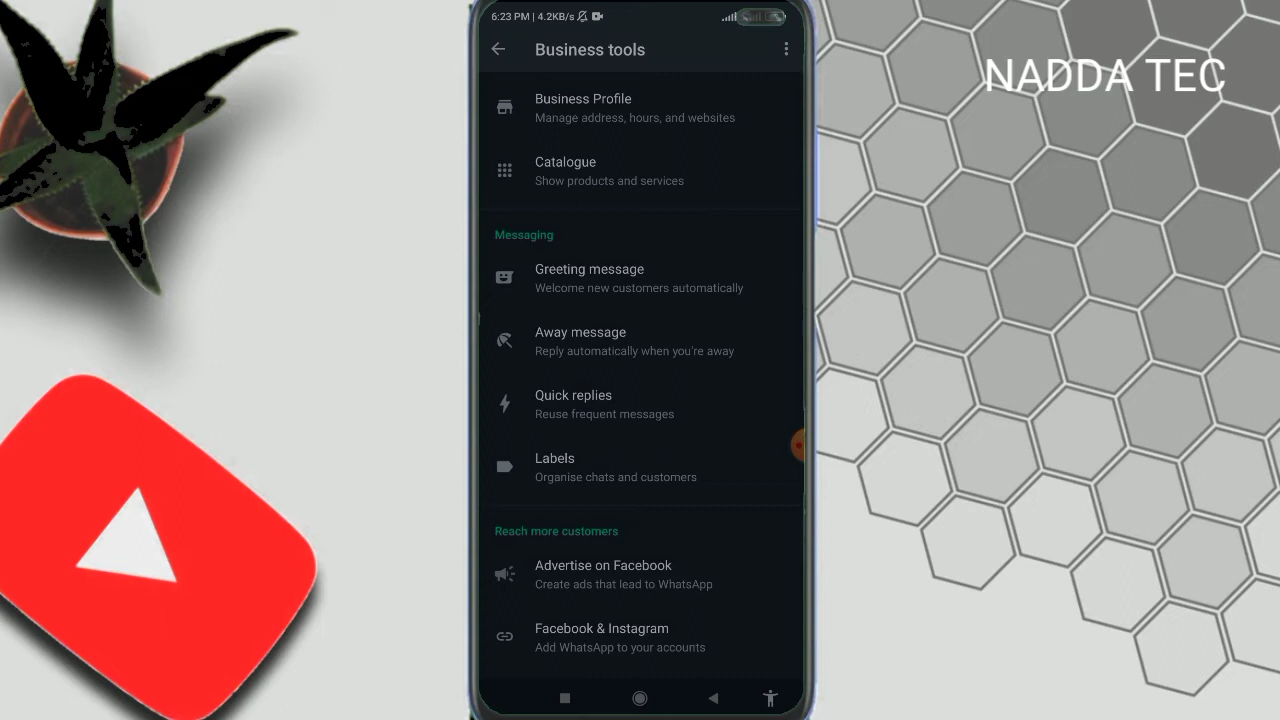 6:23 PM | 4.2KB/s
Business tools
NADDA TEC
Business Profile
Manage address, hours, and websites
Catalogue
Show products and services
Messaging
Greeting message
Welcome new customers automatically
Away message
Reply automatically when you're away
Quick replies
Reuse frequent messages
Labels
Organise chats and customers
Reach more customers
Advertise on Facebook
Create ads that lead to WhatsApp
Facebook & Instagram
Add WhatsApp to your accounts